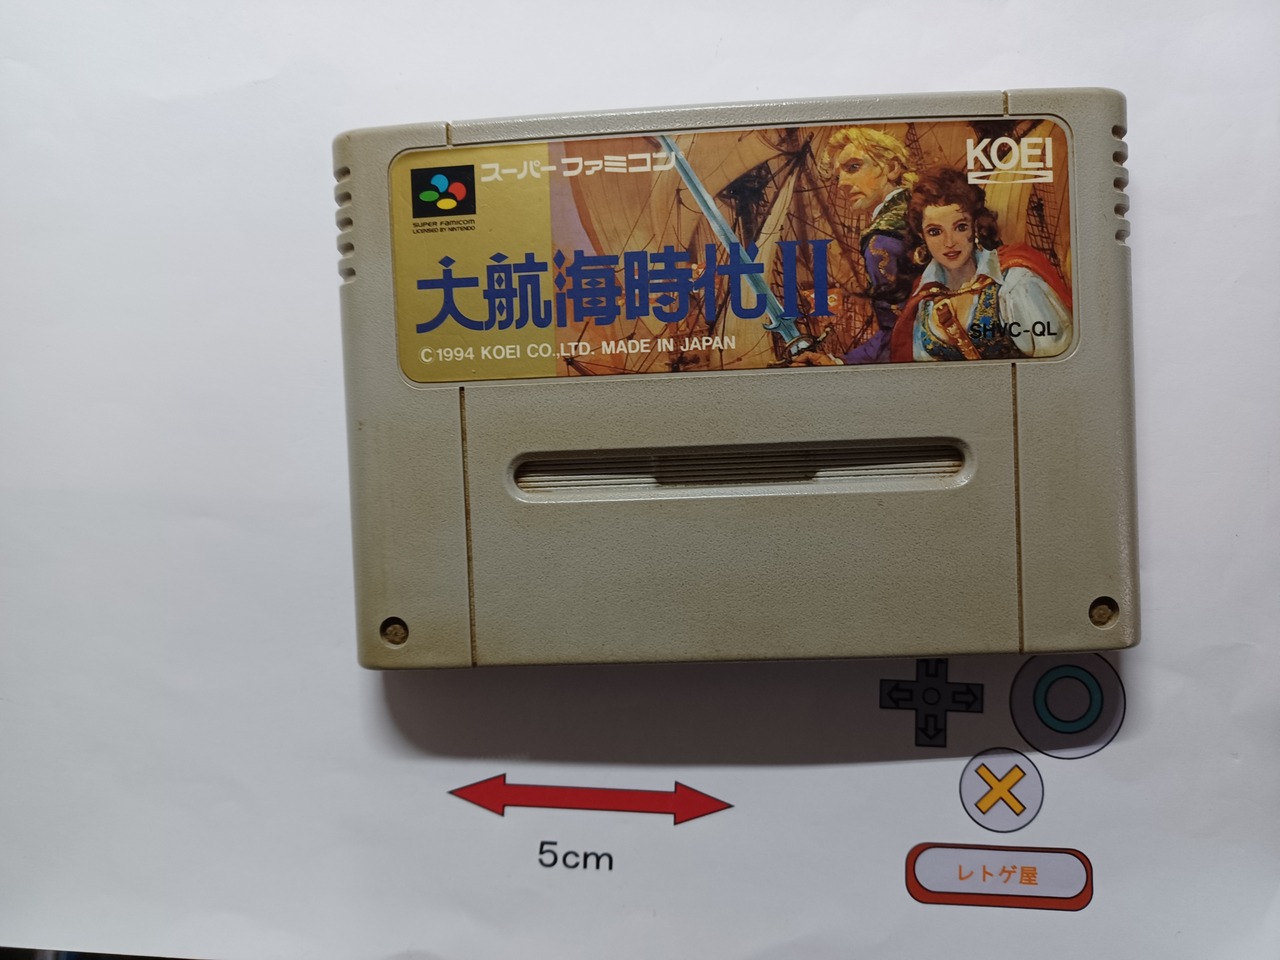 スーパーファミコン
SUPER FAMICOM
LICENSED BY NINTENDO
KOEI
大航海時代II
SHVC-QL
©1994 KOEI CO.,LTD. MADE IN JAPAN
5cm
レトゲ屋